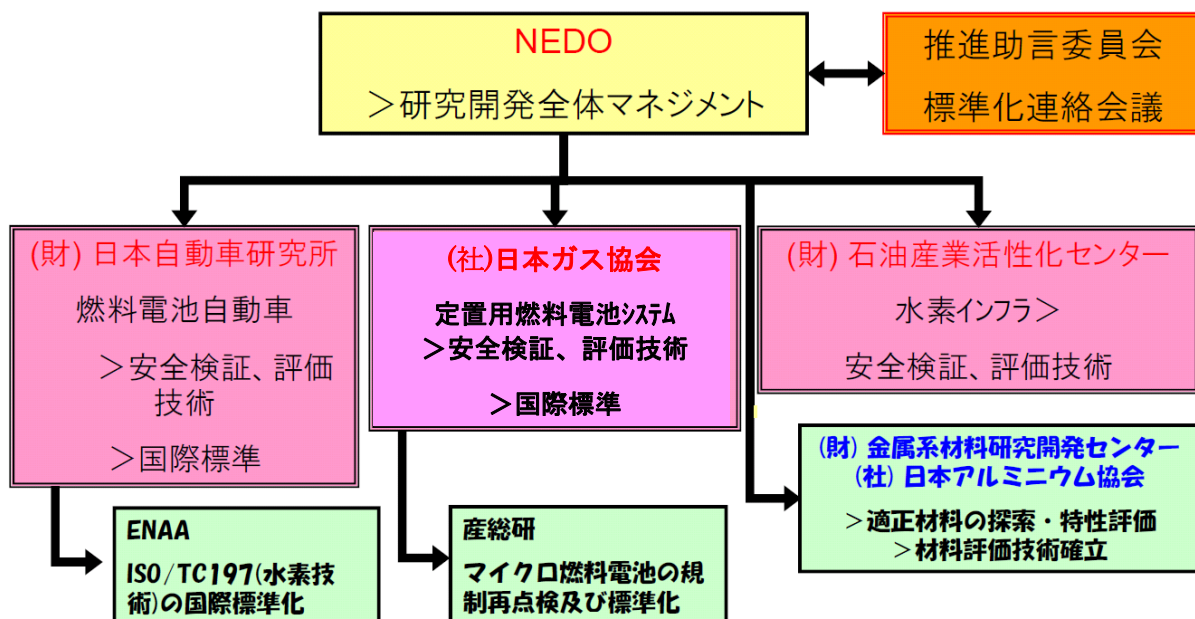 NEDO
＞研究開発全体マネジメント
推進助言委員会
標準化連絡会議
(財) 日本自動車研究所
燃料電池自動車
＞安全検証、評価
技術
＞国際標準
(社)日本ガス協会
定置用燃料電池ｼｽﾃﾑ
＞安全検証、評価技術
＞国際標準
(財) 石油産業活性化センター
水素インフラ＞
安全検証、評価技術
(財) 金属系材料研究開発センター
(社) 日本アルミニウム協会
＞適正材料の探索・特性評価
＞材料評価技術確立
ENAA
ISO/TC197(水素技
術)の国際標準化
産総研
マイクロ燃料電池の規
制再点検及び標準化